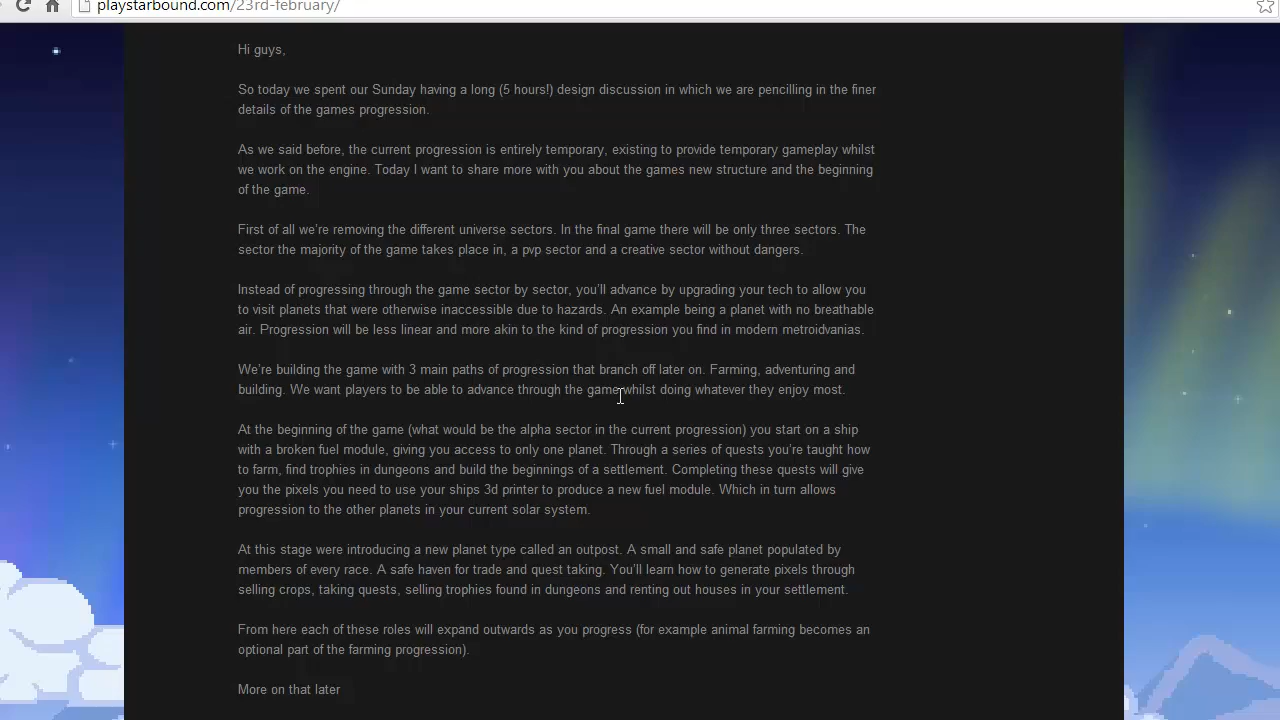 playstarbound.com/23rd-february/
Hi guys,
So today we spent our Sunday having a long (5 hours!) design discussion in which we are pencilling in the finer
details of the games progression.
As we said before, the current progression is entirely temporary, existing to provide temporary gameplay whilst
we work on the engine. Today I want to share more with you about the games new structure and the beginning
of the game.
First of all we're removing the different universe sectors. In the final game there will be only three sectors. The
sector the majority of the game takes place in, a pvp sector and a creative sector without dangers.
Instead of progressing through the game sector by sector, you'll advance by upgrading your tech to allow you
to visit planets that were otherwise inaccessible due to hazards. An example being a planet with no breathable
air. Progression will be less linear and more akin to the kind of progression you find in modern metroidvanias.
We're building the game with 3 main paths of progression that branch off later on. Farming, adventuring and
building. We want players to be able to advance through the game whilst doing whatever they enjoy most.
At the beginning of the game (what would be the alpha sector in the current progression) you start on a ship
with a broken fuel module, giving you access to only one planet. Through a series of quests you're taught how
to farm, find trophies in dungeons and build the beginnings of a settlement. Completing these quests will give
you the pixels you need to use your ships 3d printer to produce a new fuel module. Which in turn allows
progression to the other planets in your current solar system.
At this stage were introducing a new planet type called an outpost. A small and safe planet populated by
members of every race. A safe haven for trade and quest taking. You'll learn how to generate pixels through
selling crops, taking quests, selling trophies found in dungeons and renting out houses in your settlement.
From here each of these roles will expand outwards as you progress (for example animal farming becomes an
optional part of the farming progression).
More on that later